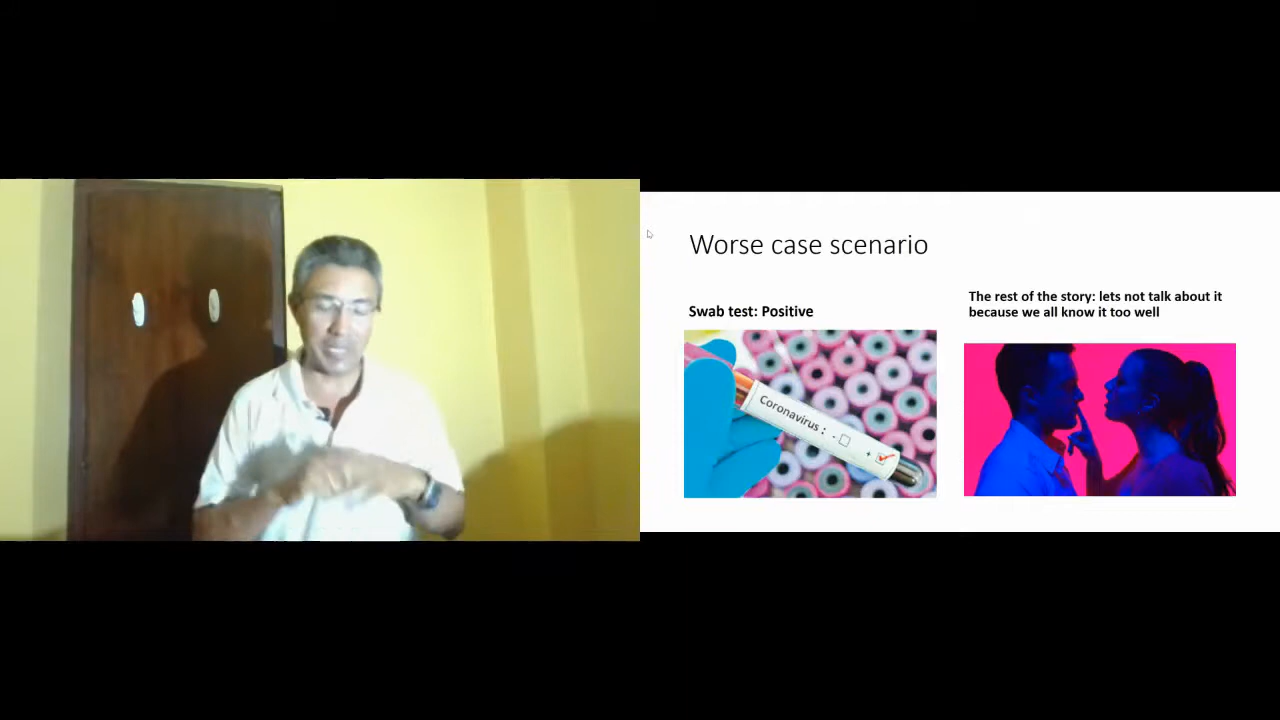 Worse case scenario
Swab test: Positive
The rest of the story: lets not talk about it
because we all know it too well
Coronavirus : -
+